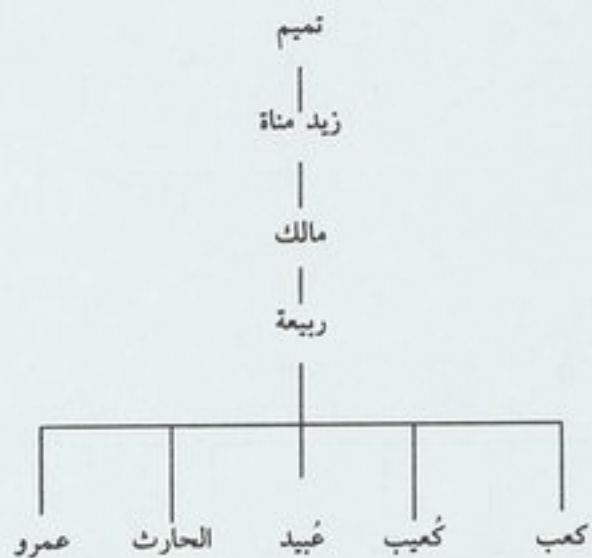 تميم
زيد مناة
مالك
ربيعة
كعب كُعيب عُبيد الحارث عمرو